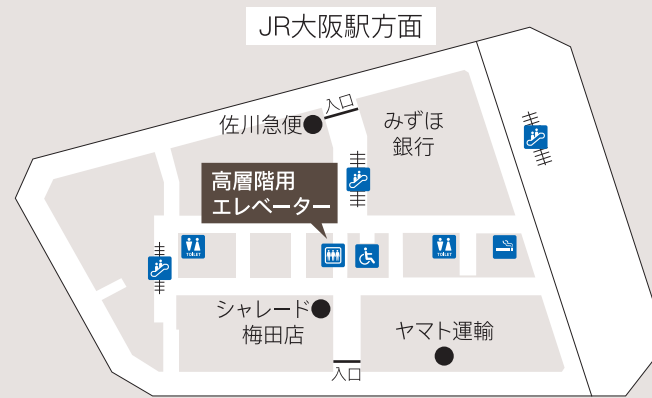 JR大阪駅方面
入口
佐川急便
みずほ
銀行
高層階用
エレベーター
TOILET
TOILET
シャレード
梅田店
ヤマト運輸
入口